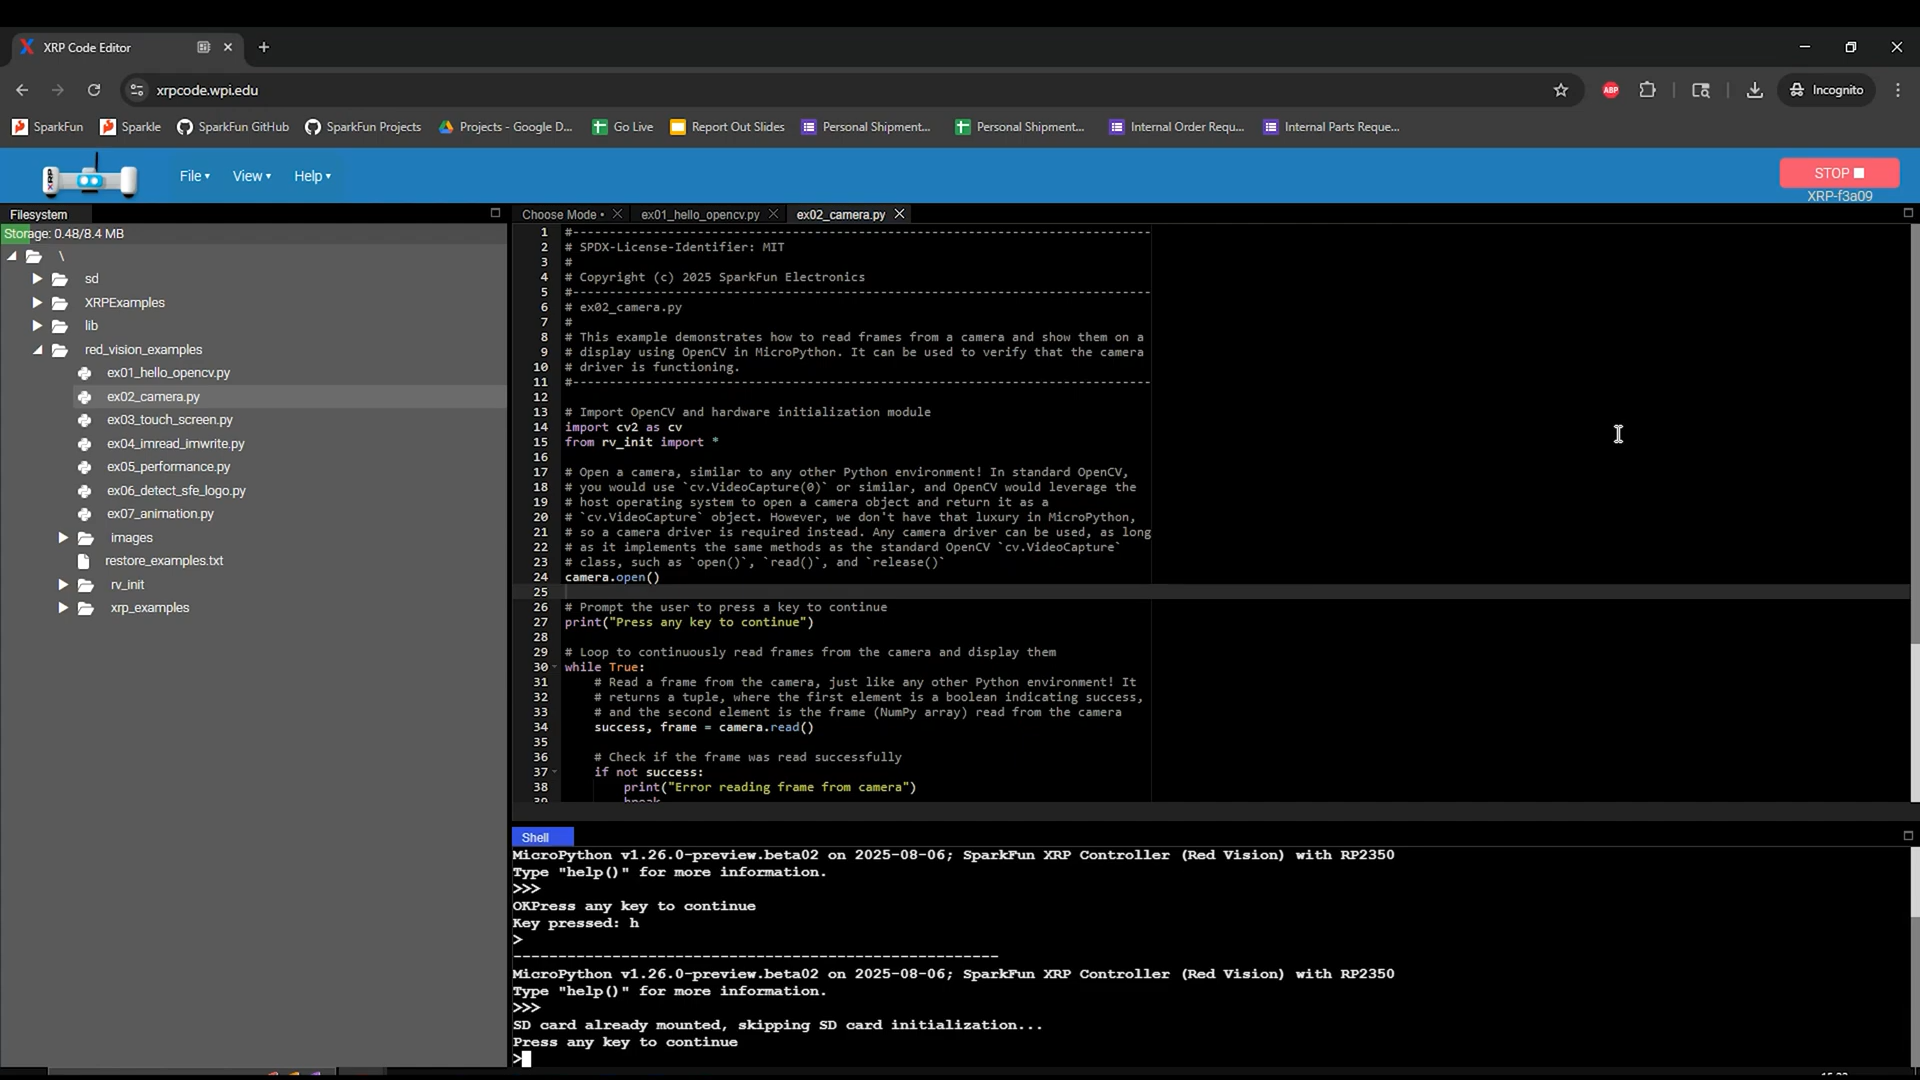 XRP Code Editor
xrpcode.wpi.edu
ABP
Incognito
SparkFun
Sparkle
SparkFun GitHub
SparkFun Projects
Projects - Google D...
Go Live
Report Out Slides
Personal Shipment...
Personal Shipment...
Internal Order Requ...
Internal Parts Reque...
XRP
File
View
Help
STOP
XRP-f3a09
Filesystem
Storage: 0.48/8.4 MB
\
sd
XRPExamples
lib
red_vision_examples
ex01_hello_opencv.py
ex02_camera.py
ex03_touch_screen.py
ex04_imread_imwrite.py
ex05_performance.py
ex06_detect_sfe_logo.py
ex07_animation.py
images
restore_examples.txt
rv_init
xrp_examples
Choose Mode •
ex01_hello_opencv.py
ex02_camera.py
1 #-------------------------------------------------------------------------------
2 # SPDX-License-Identifier: MIT
3 #
4 # Copyright (c) 2025 SparkFun Electronics
5 #-------------------------------------------------------------------------------
6 # ex02_camera.py
7 #
8 # This example demonstrates how to read frames from a camera and show them on a
9 # display using OpenCV in MicroPython. It can be used to verify that the camera
10 # driver is functioning.
11 #-------------------------------------------------------------------------------
12
13 # Import OpenCV and hardware initialization module
14 import cv2 as cv
15 from rv_init import *
16
17 # Open a camera, similar to any other Python environment! In standard OpenCV,
18 # you would use `cv.VideoCapture(0)` or similar, and OpenCV would leverage the
19 # host operating system to open a camera object and return it as a
20 # `cv.VideoCapture` object. However, we don't have that luxury in MicroPython,
21 # so a camera driver is required instead. Any camera driver can be used, as long
22 # as it implements the same methods as the standard OpenCV `cv.VideoCapture`
23 # class, such as `open()`, `read()`, and `release()`
24 camera.open()
25
26 # Prompt the user to press a key to continue
27 print("Press any key to continue")
28
29 # Loop to continuously read frames from the camera and display them
30 while True:
31 # Read a frame from the camera, just like any other Python environment! It
32 # returns a tuple, where the first element is a boolean indicating success,
33 # and the second element is the frame (NumPy array) read from the camera
34 success, frame = camera.read()
35
36 # Check if the frame was read successfully
37 if not success:
38 print("Error reading frame from camera")
39 break
Shell
MicroPython v1.26.0-preview.beta02 on 2025-08-06; SparkFun XRP Controller (Red Vision) with RP2350
Type "help()" for more information.
>>>
OKPress any key to continue
Key pressed: h
>
------------------------------------------------------
MicroPython v1.26.0-preview.beta02 on 2025-08-06; SparkFun XRP Controller (Red Vision) with RP2350
Type "help()" for more information.
>>>
SD card already mounted, skipping SD card initialization...
Press any key to continue
>